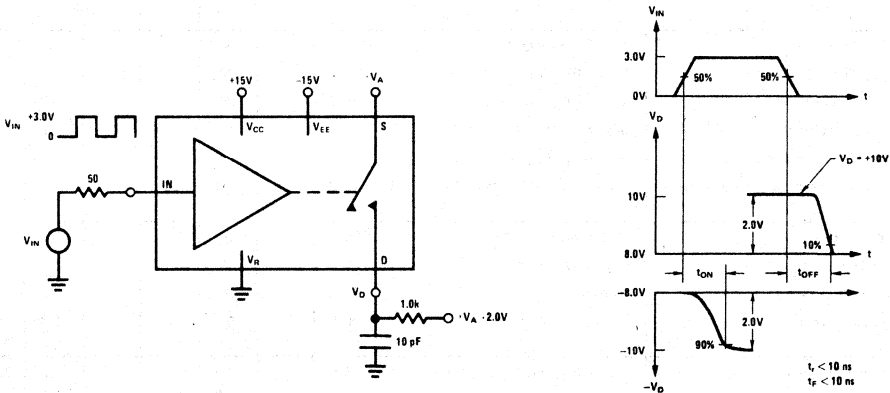 +15V
-15V
V_A
V_CC
V_EE
S
V_IN
+3.0V
0
50
IN
V_IN
V_R
D
V_D
1.0k
V_A · 2.0V
10 pF
V_IN
3.0V
50%
50%
0V
t
V_D
V_D - +10V
10V
2.0V
10%
8.0V
t
t_ON
t_OFF
-8.0V
2.0V
90%
-10V
-V_D
t_r < 10 ns
t_F < 10 ns